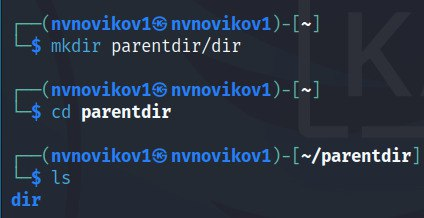 ┌──(nvnovikov1㉿nvnovikov1)-[~]
└─$ mkdir parentdir/dir
┌──(nvnovikov1㉿nvnovikov1)-[~]
└─$ cd parentdir
┌──(nvnovikov1㉿nvnovikov1)-[~/parentdir]
└─$ ls
dir